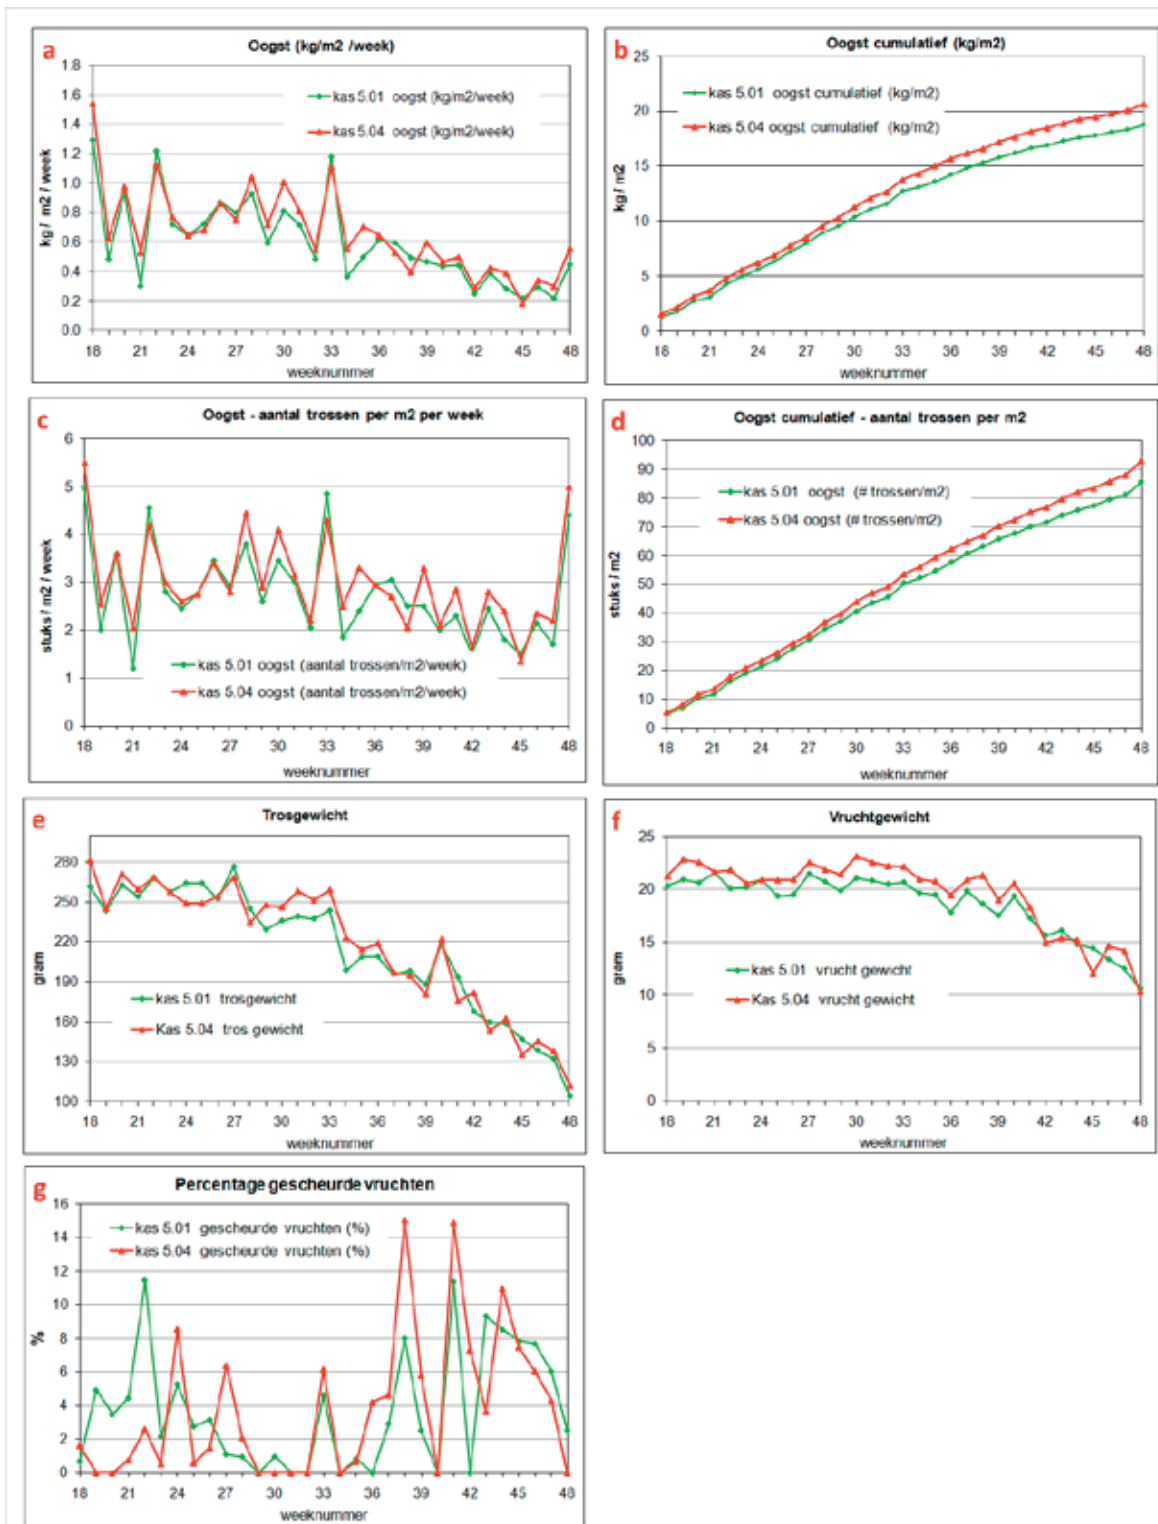 a
Oogst (kg/m2 /week)
1.8
1.6
1.4
1.2
1.0
0.8
0.6
0.4
0.2
0.0
kg / m2 / week
kas 5.01 oogst (kg/m2/week)
kas 5.04 oogst (kg/m2/week)
18 21 24 27 30 33 36 39 42 45 48
weeknummer
b
Oogst cumulatief (kg/m2)
25
20
15
10
5
0
kg / m2
kas 5.01 oogst cumulatief (kg/m2)
kas 5.04 oogst cumulatief (kg/m2)
18 21 24 27 30 33 36 39 42 45 48
weeknummer
c
Oogst - aantal trossen per m2 per week
6
5
4
3
2
1
0
stuks / m2 / week
kas 5.01 oogst (aantal trossen/m2/week)
kas 5.04 oogst (aantal trossen/m2/week)
18 21 24 27 30 33 36 39 42 45 48
weeknummer
d
Oogst cumulatief - aantal trossen per m2
100
90
80
70
60
50
40
30
20
10
0
stuks / m2
kas 5.01 oogst (# trossen/m2)
kas 5.04 oogst (# trossen/m2)
18 21 24 27 30 33 36 39 42 45 48
weeknummer
e
Trosgewicht
280
250
220
190
160
130
100
gram
kas 5.01 trosgewicht
Kas 5.04 tros gewicht
18 21 24 27 30 33 36 39 42 45 48
weeknummer
f
Vruchtgewicht
25
20
15
10
5
0
gram
kas 5.01 vrucht gewicht
Kas 5.04 vrucht gewicht
18 21 24 27 30 33 36 39 42 45 48
weeknummer
g
Percentage gescheurde vruchten
16
14
12
10
8
6
4
2
0
%
kas 5.01 gescheurde vruchten (%)
kas 5.04 gescheurde vruchten (%)
18 21 24 27 30 33 36 39 42 45 48
weeknummer